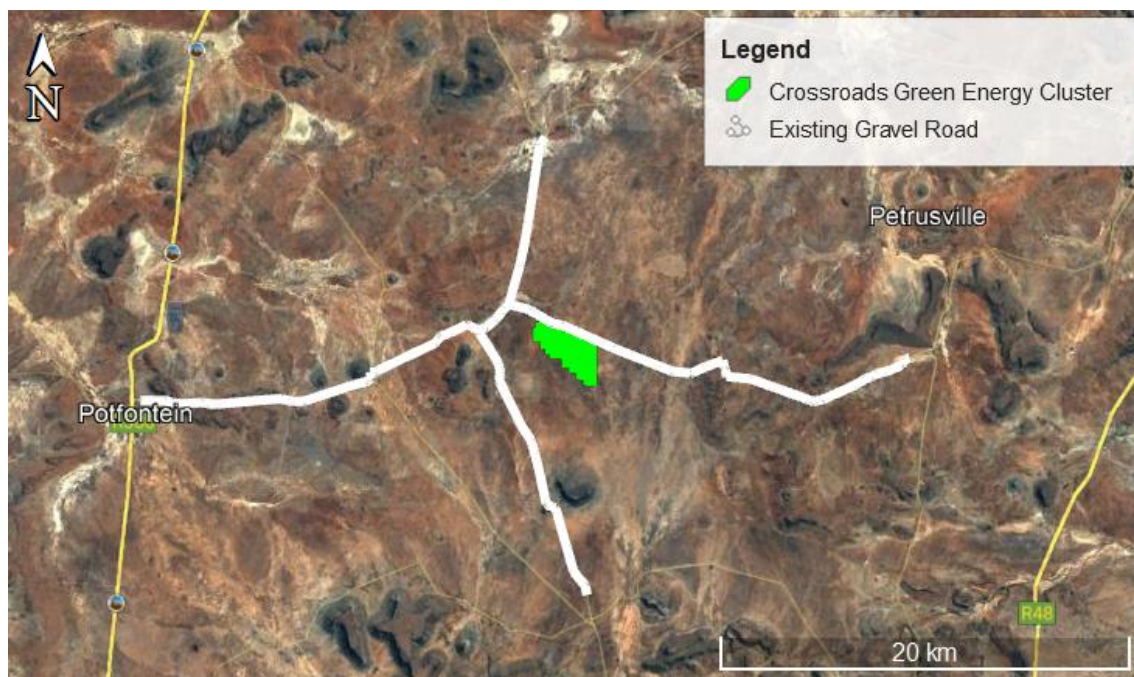 N
Legend
Crossroads Green Energy Cluster
Existing Gravel Road
Petrusville
Potfontein
R48
20 km